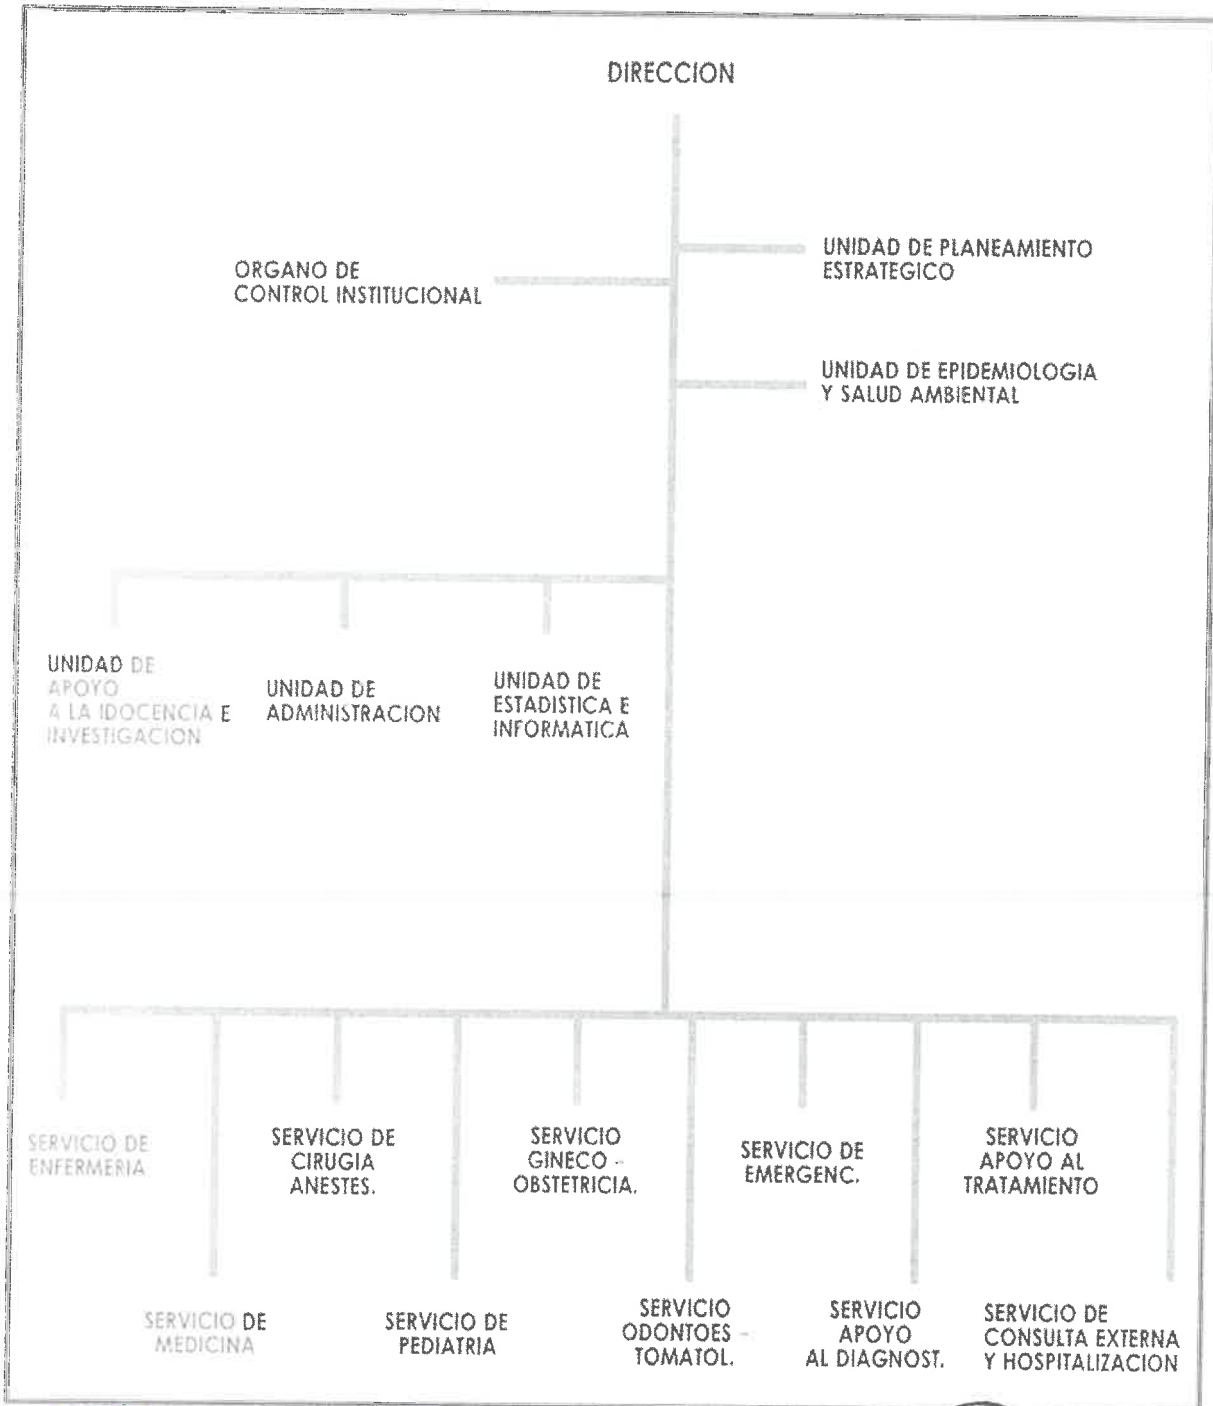 DIRECCION
UNIDAD DE PLANEAMIENTO
ESTRATEGICO
ORGANO DE
CONTROL INSTITUCIONAL
UNIDAD DE EPIDEMIOLOGIA
Y SALUD AMBIENTAL
UNIDAD DE
APOYO
A LA IDOCENCIA E
INVESTIGACION
UNIDAD DE
ADMINISTRACION
UNIDAD DE
ESTADISTICA E
INFORMATICA
SERVICIO DE
ENFERMERIA
SERVICIO DE
CIRUGIA
ANESTES.
SERVICIO
GINECO -
OBSTETRICIA.
SERVICIO DE
EMERGENC.
SERVICIO
APOYO AL
TRATAMIENTO
SERVICIO DE
MEDICINA
SERVICIO DE
PEDIATRIA
SERVICIO
ODONTOES -
TOMATOL.
SERVICIO
APOYO
AL DIAGNOST.
SERVICIO DE
CONSULTA EXTERNA
Y HOSPITALIZACION